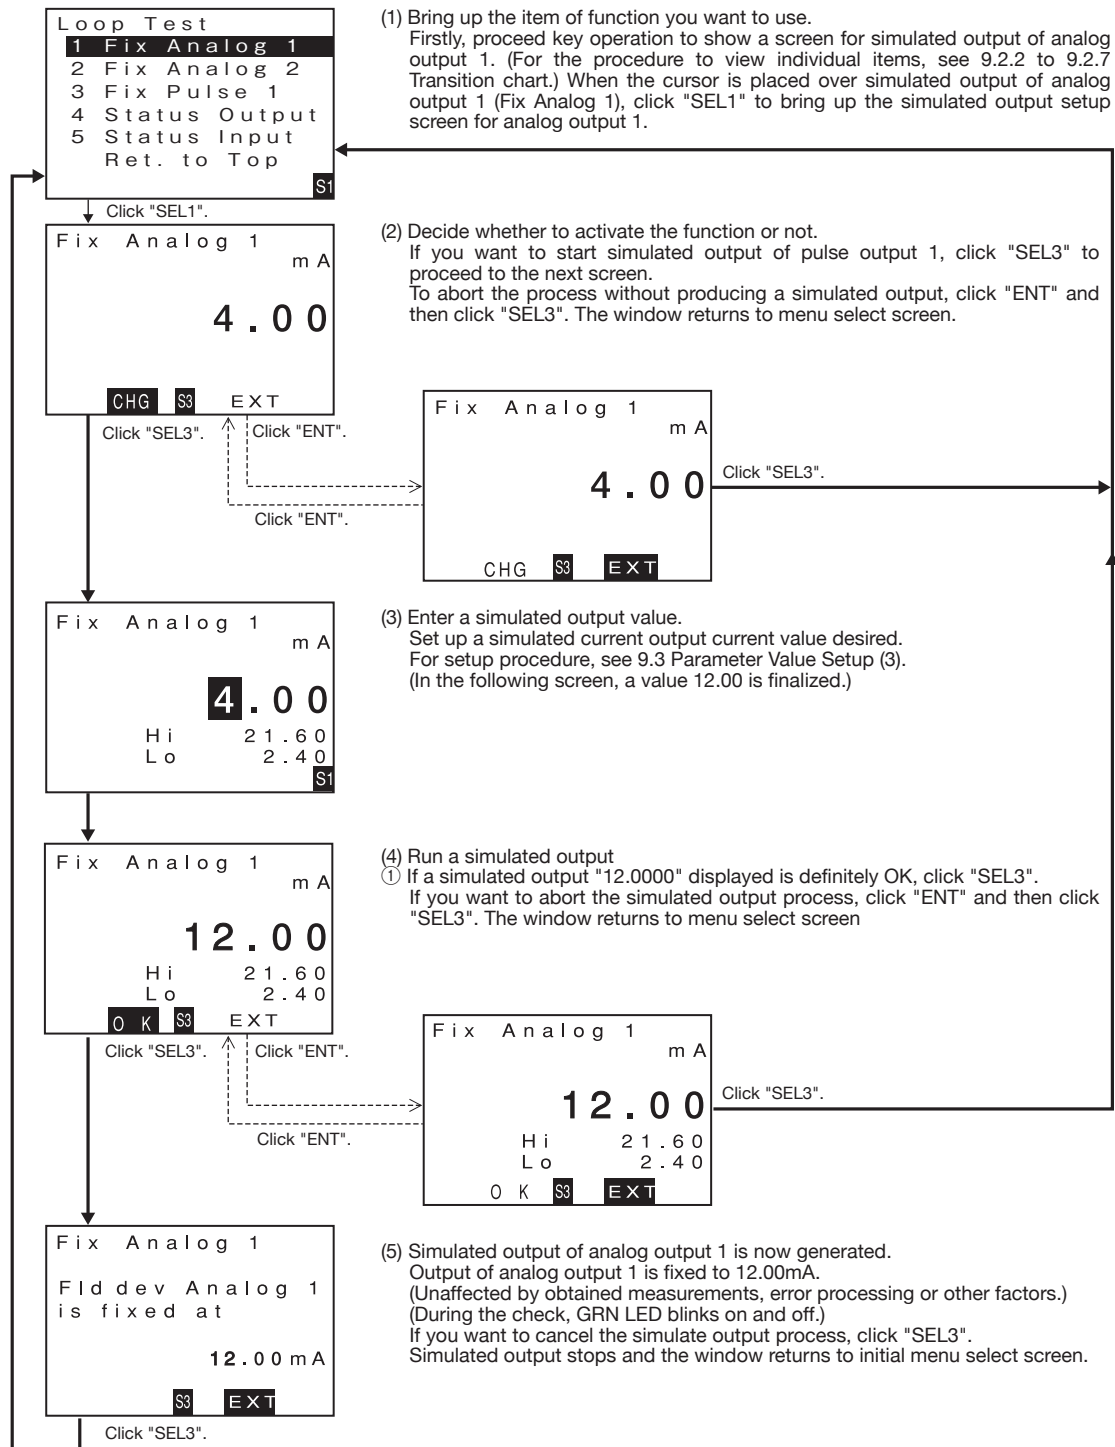 Loop Test
1 Fix Analog 1
2 Fix Analog 2
3 Fix Pulse 1
4 Status Output
5 Status Input
Ret. to Top
S1
(1) Bring up the item of function you want to use.
Firstly, proceed key operation to show a screen for simulated output of analog
output 1. (For the procedure to view individual items, see 9.2.2 to 9.2.7
Transition chart.) When the cursor is placed over simulated output of analog
output 1 (Fix Analog 1), click "SEL1" to bring up the simulated output setup
screen for analog output 1.
Click "SEL1".
Fix Analog 1
mA
4.00
CHG S3 EXT
(2) Decide whether to activate the function or not.
If you want to start simulated output of pulse output 1, click "SEL3" to
proceed to the next screen.
To abort the process without producing a simulated output, click "ENT" and
then click "SEL3". The window returns to menu select screen.
Click "SEL3".
Click "ENT".
Click "ENT".
Fix Analog 1
mA
4.00
CHG S3 EXT
Click "SEL3".
Fix Analog 1
mA
4.00
Hi 21.60
Lo 2.40
S1
(3) Enter a simulated output value.
Set up a simulated current output current value desired.
For setup procedure, see 9.3 Parameter Value Setup (3).
(In the following screen, a value 12.00 is finalized.)
Fix Analog 1
mA
12.00
Hi 21.60
Lo 2.40
OK S3 EXT
(4) Run a simulated output
① If a simulated output "12.0000" displayed is definitely OK, click "SEL3".
If you want to abort the simulated output process, click "ENT" and then click
"SEL3". The window returns to menu select screen
Click "SEL3".
Click "ENT".
Click "ENT".
Fix Analog 1
mA
12.00
Hi 21.60
Lo 2.40
OK S3 EXT
Click "SEL3".
Fix Analog 1
Fld dev Analog 1
is fixed at
12.00mA
S3 EXT
(5) Simulated output of analog output 1 is now generated.
Output of analog output 1 is fixed to 12.00mA.
(Unaffected by obtained measurements, error processing or other factors.)
(During the check, GRN LED blinks on and off.)
If you want to cancel the simulate output process, click "SEL3".
Simulated output stops and the window returns to initial menu select screen.
Click "SEL3".